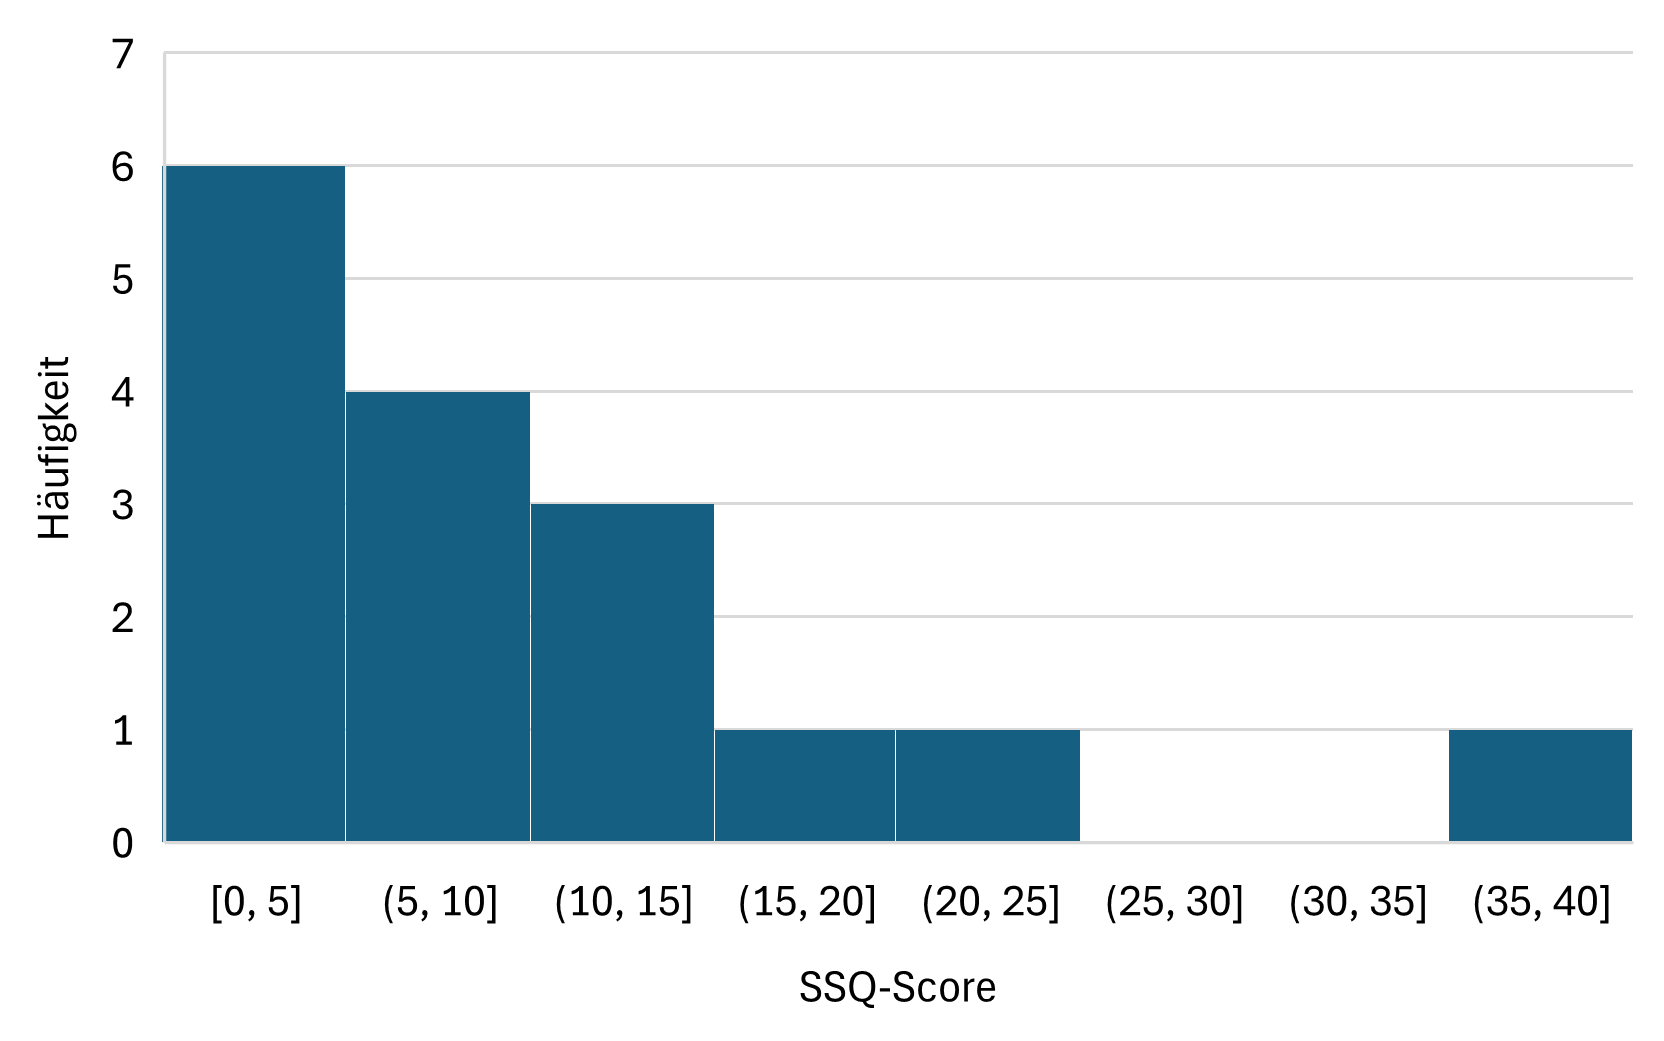 7
6
5
4
3
2
1
0
Häufigkeit
[0, 5] (5, 10] (10, 15] (15, 20] (20, 25] (25, 30] (30, 35] (35, 40]
SSQ-Score